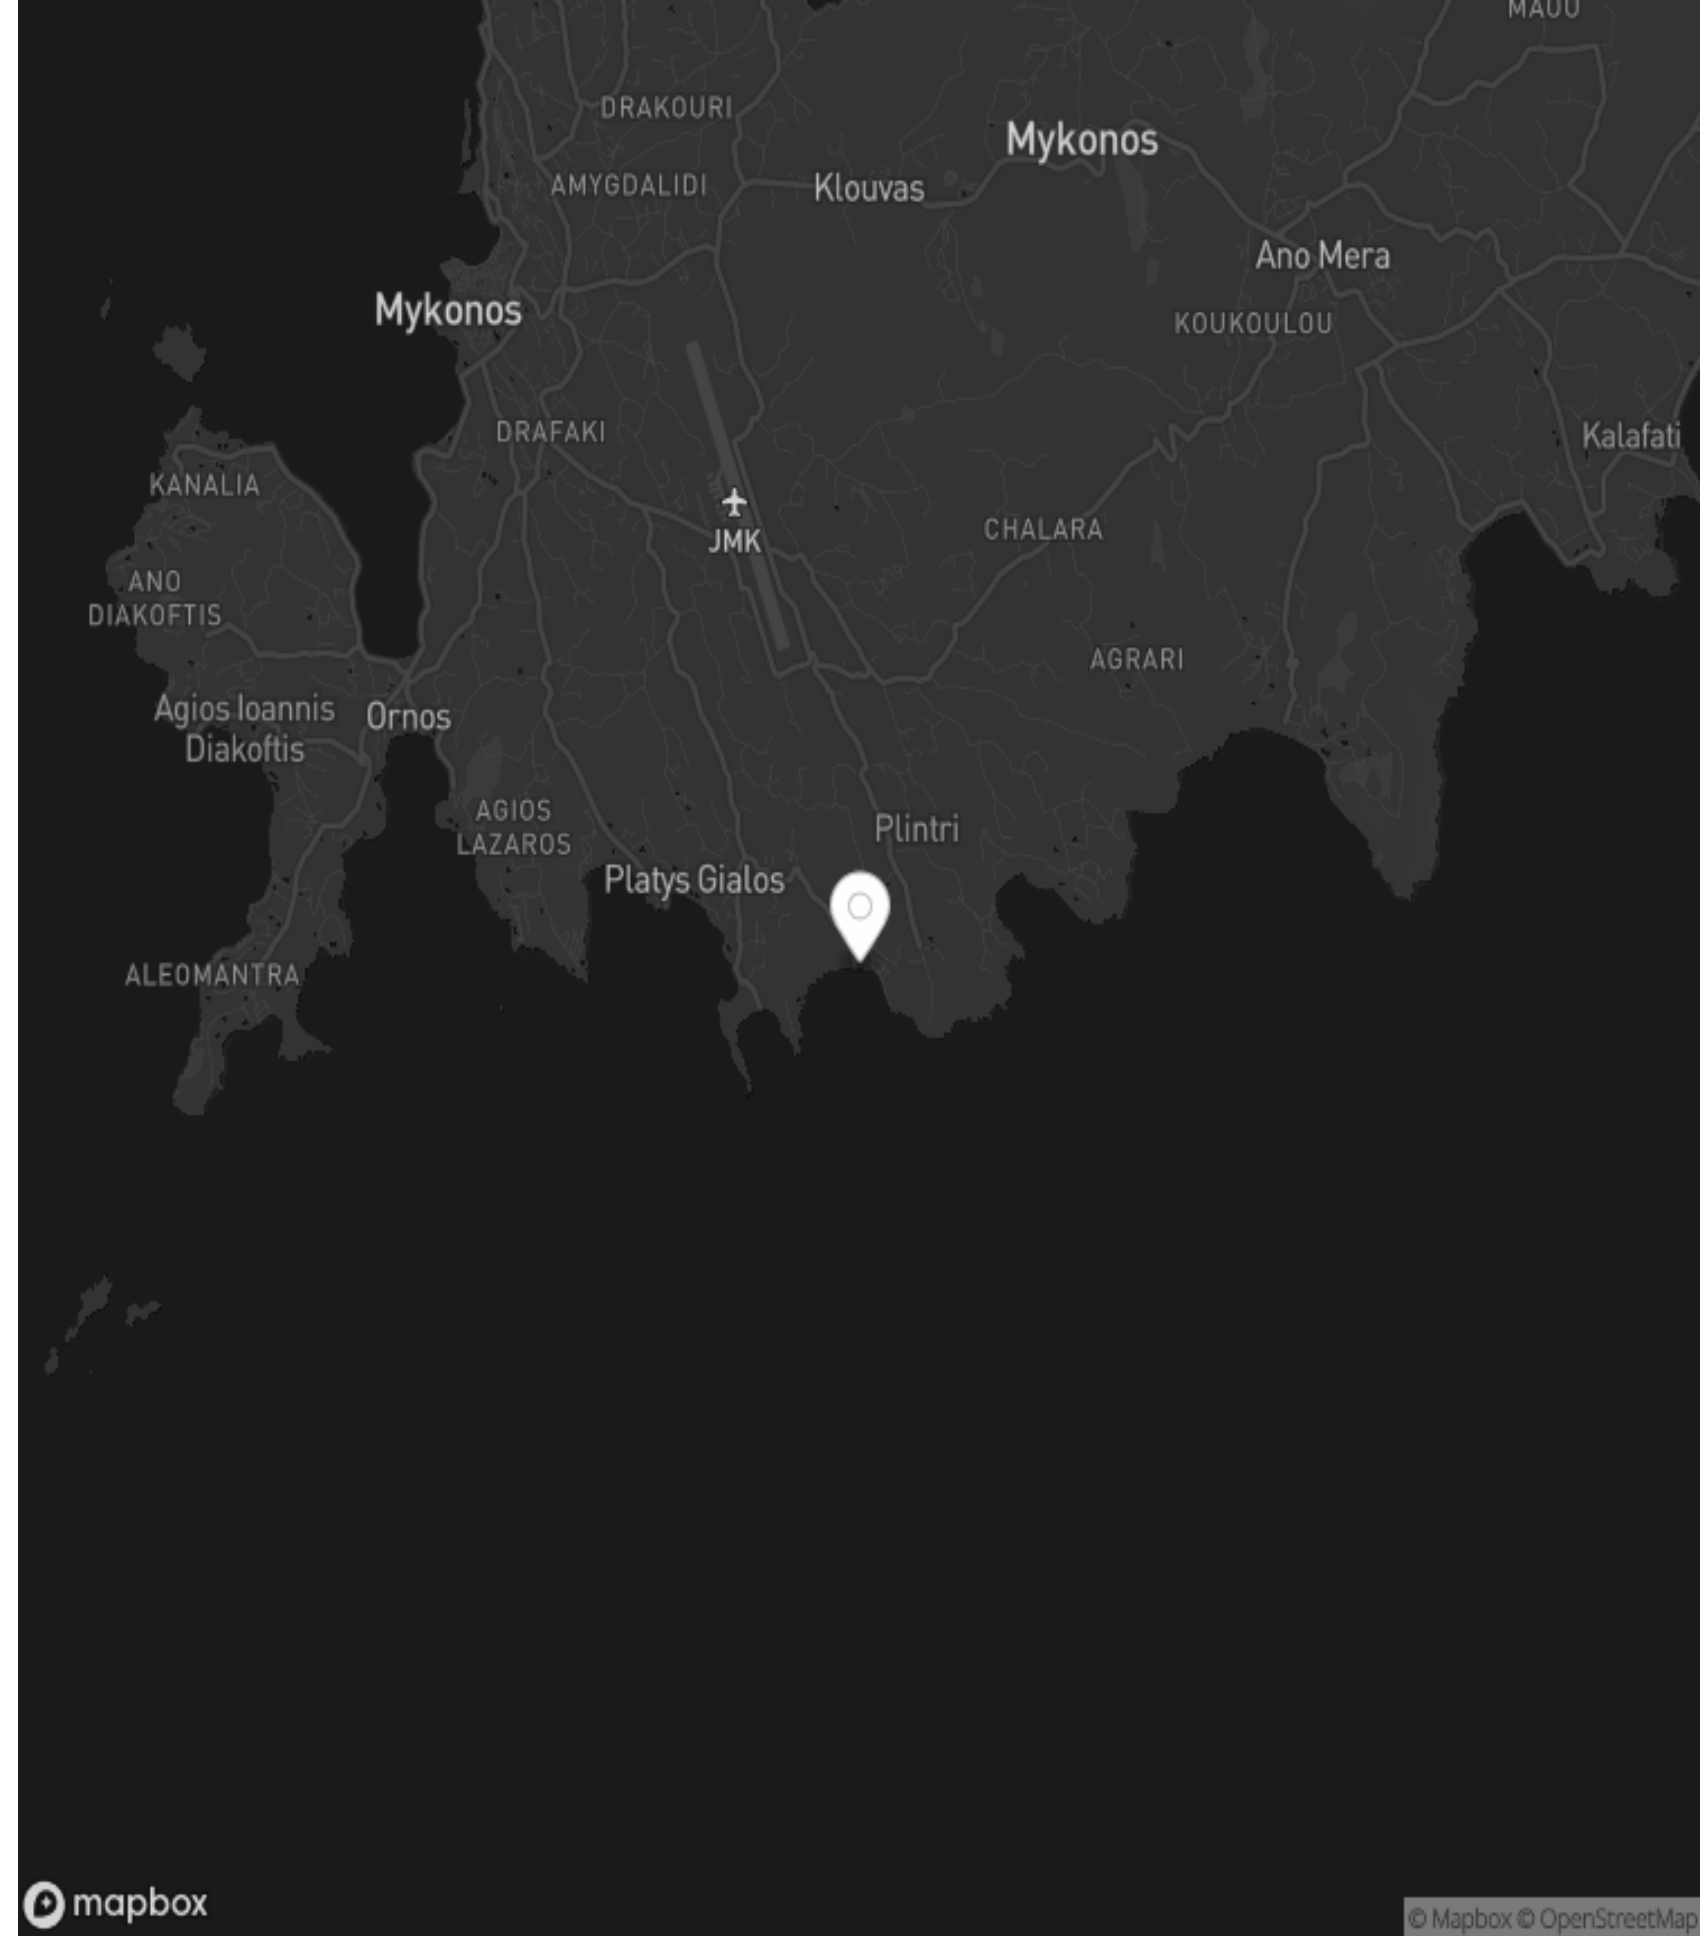 MAOU
DRAKOURI
Mykonos
AMYGDALIDI
Klouvas
Ano Mera
Mykonos
KOUKOULOU
DRAFAKI
Kalafati
KANALIA
JMK
CHALARA
ANO
DIAKOFTIS
AGRARI
Agios Ioannis
Diakoftis
Ornos
AGIOS
LAZAROS
Plintri
Platys Gialos
ALEOMANTRA
mapbox
© Mapbox © OpenStreetMap